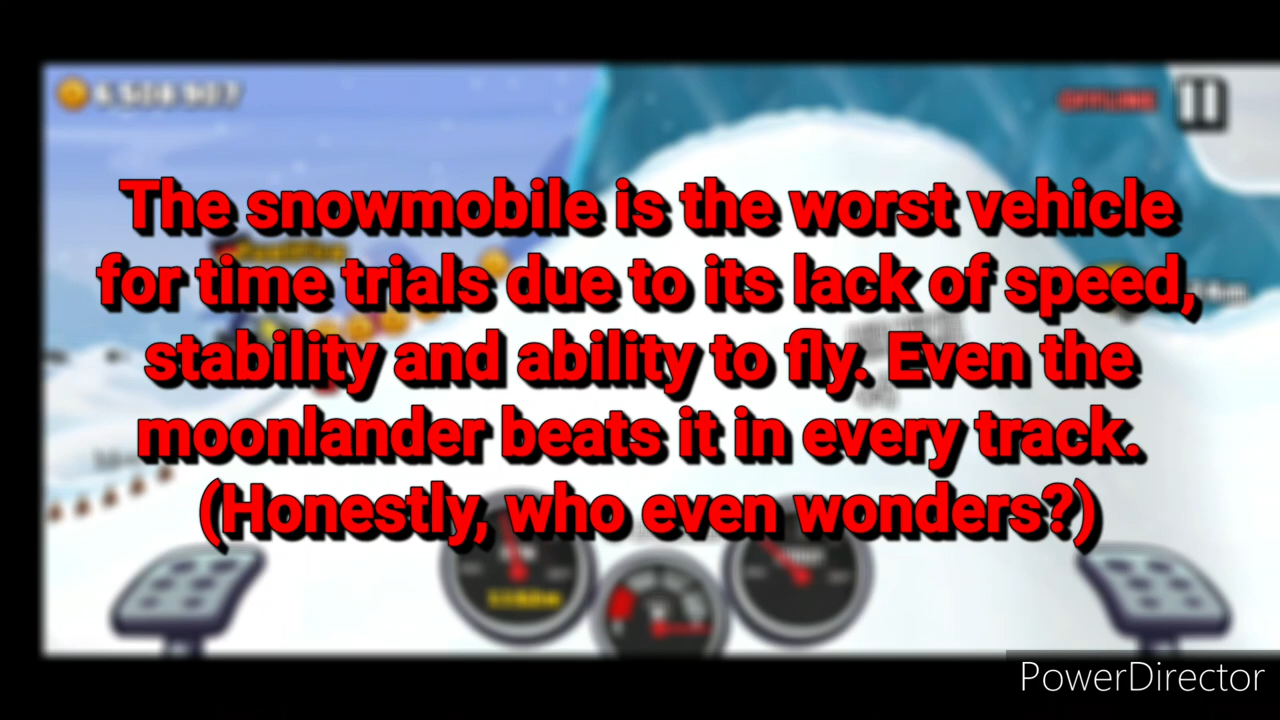 OFFLINE
The snowmobile is the worst vehicle
for time trials due to its lack of speed,
stability and ability to fly. Even the
moonlander beats it in every track.
(Honestly, who even wonders?)
PowerDirector